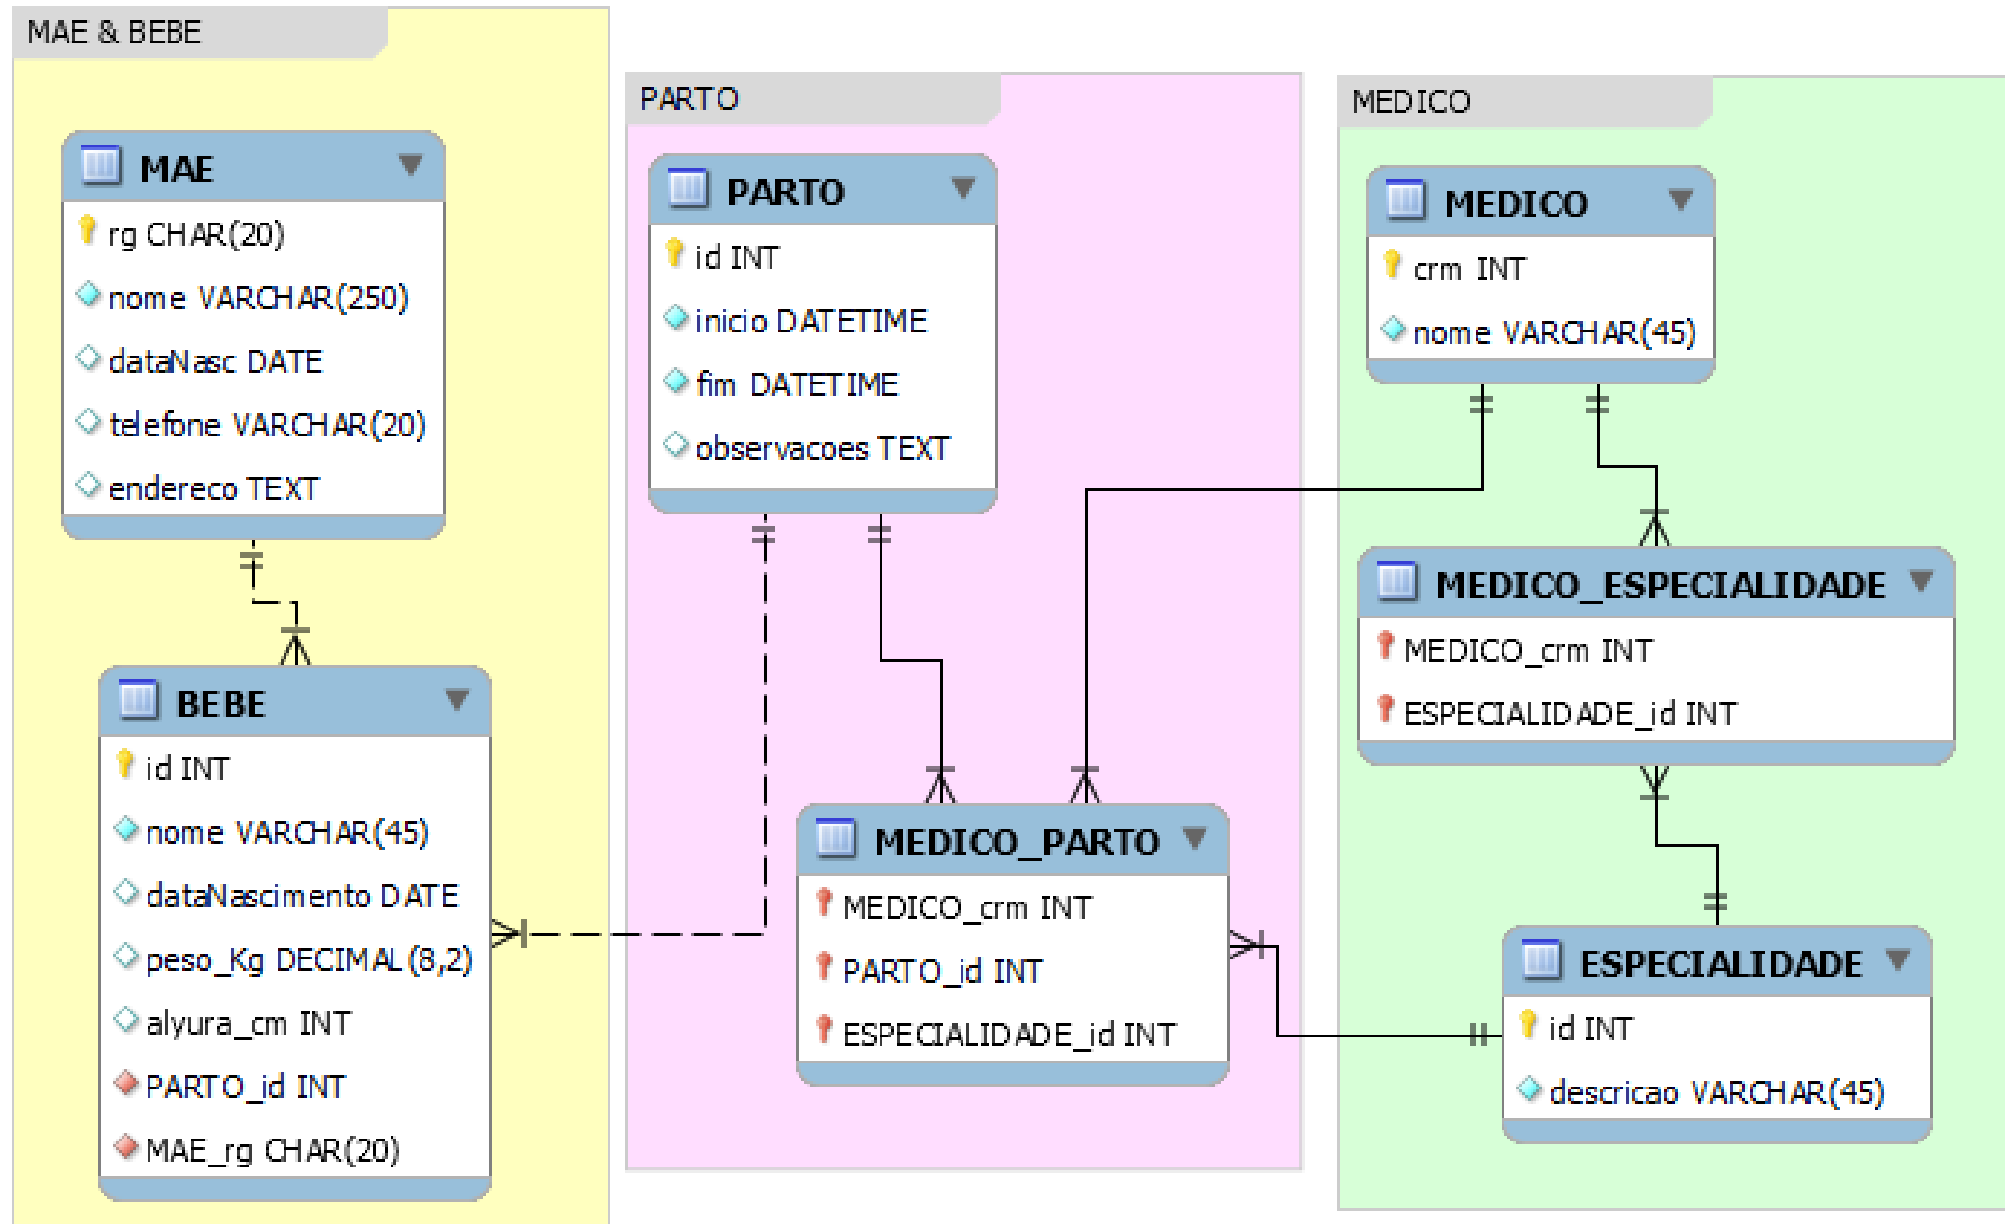 MAE & BEBE
MAE
rg CHAR(20)
nome VARCHAR(250)
dataNasc DATE
telefone VARCHAR(20)
endereco TEXT
BEBE
id INT
nome VARCHAR(45)
dataNascimento DATE
peso_Kg DECIMAL(8,2)
alyura_cm INT
PARTO_id INT
MAE_rg CHAR(20)
PARTO
PARTO
id INT
inicio DATETIME
fim DATETIME
observacoes TEXT
MEDICO_PARTO
MEDICO_crm INT
PARTO_id INT
ESPECIALIDADE_id INT
MEDICO
MEDICO
crm INT
nome VARCHAR(45)
MEDICO_ESPECIALIDADE
MEDICO_crm INT
ESPECIALIDADE_id INT
ESPECIALIDADE
id INT
descricao VARCHAR(45)